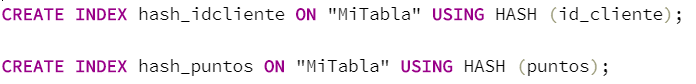 CREATE INDEX hash_idcliente ON "MiTabla" USING HASH (id_cliente);
CREATE INDEX hash_puntos ON "MiTabla" USING HASH (puntos);